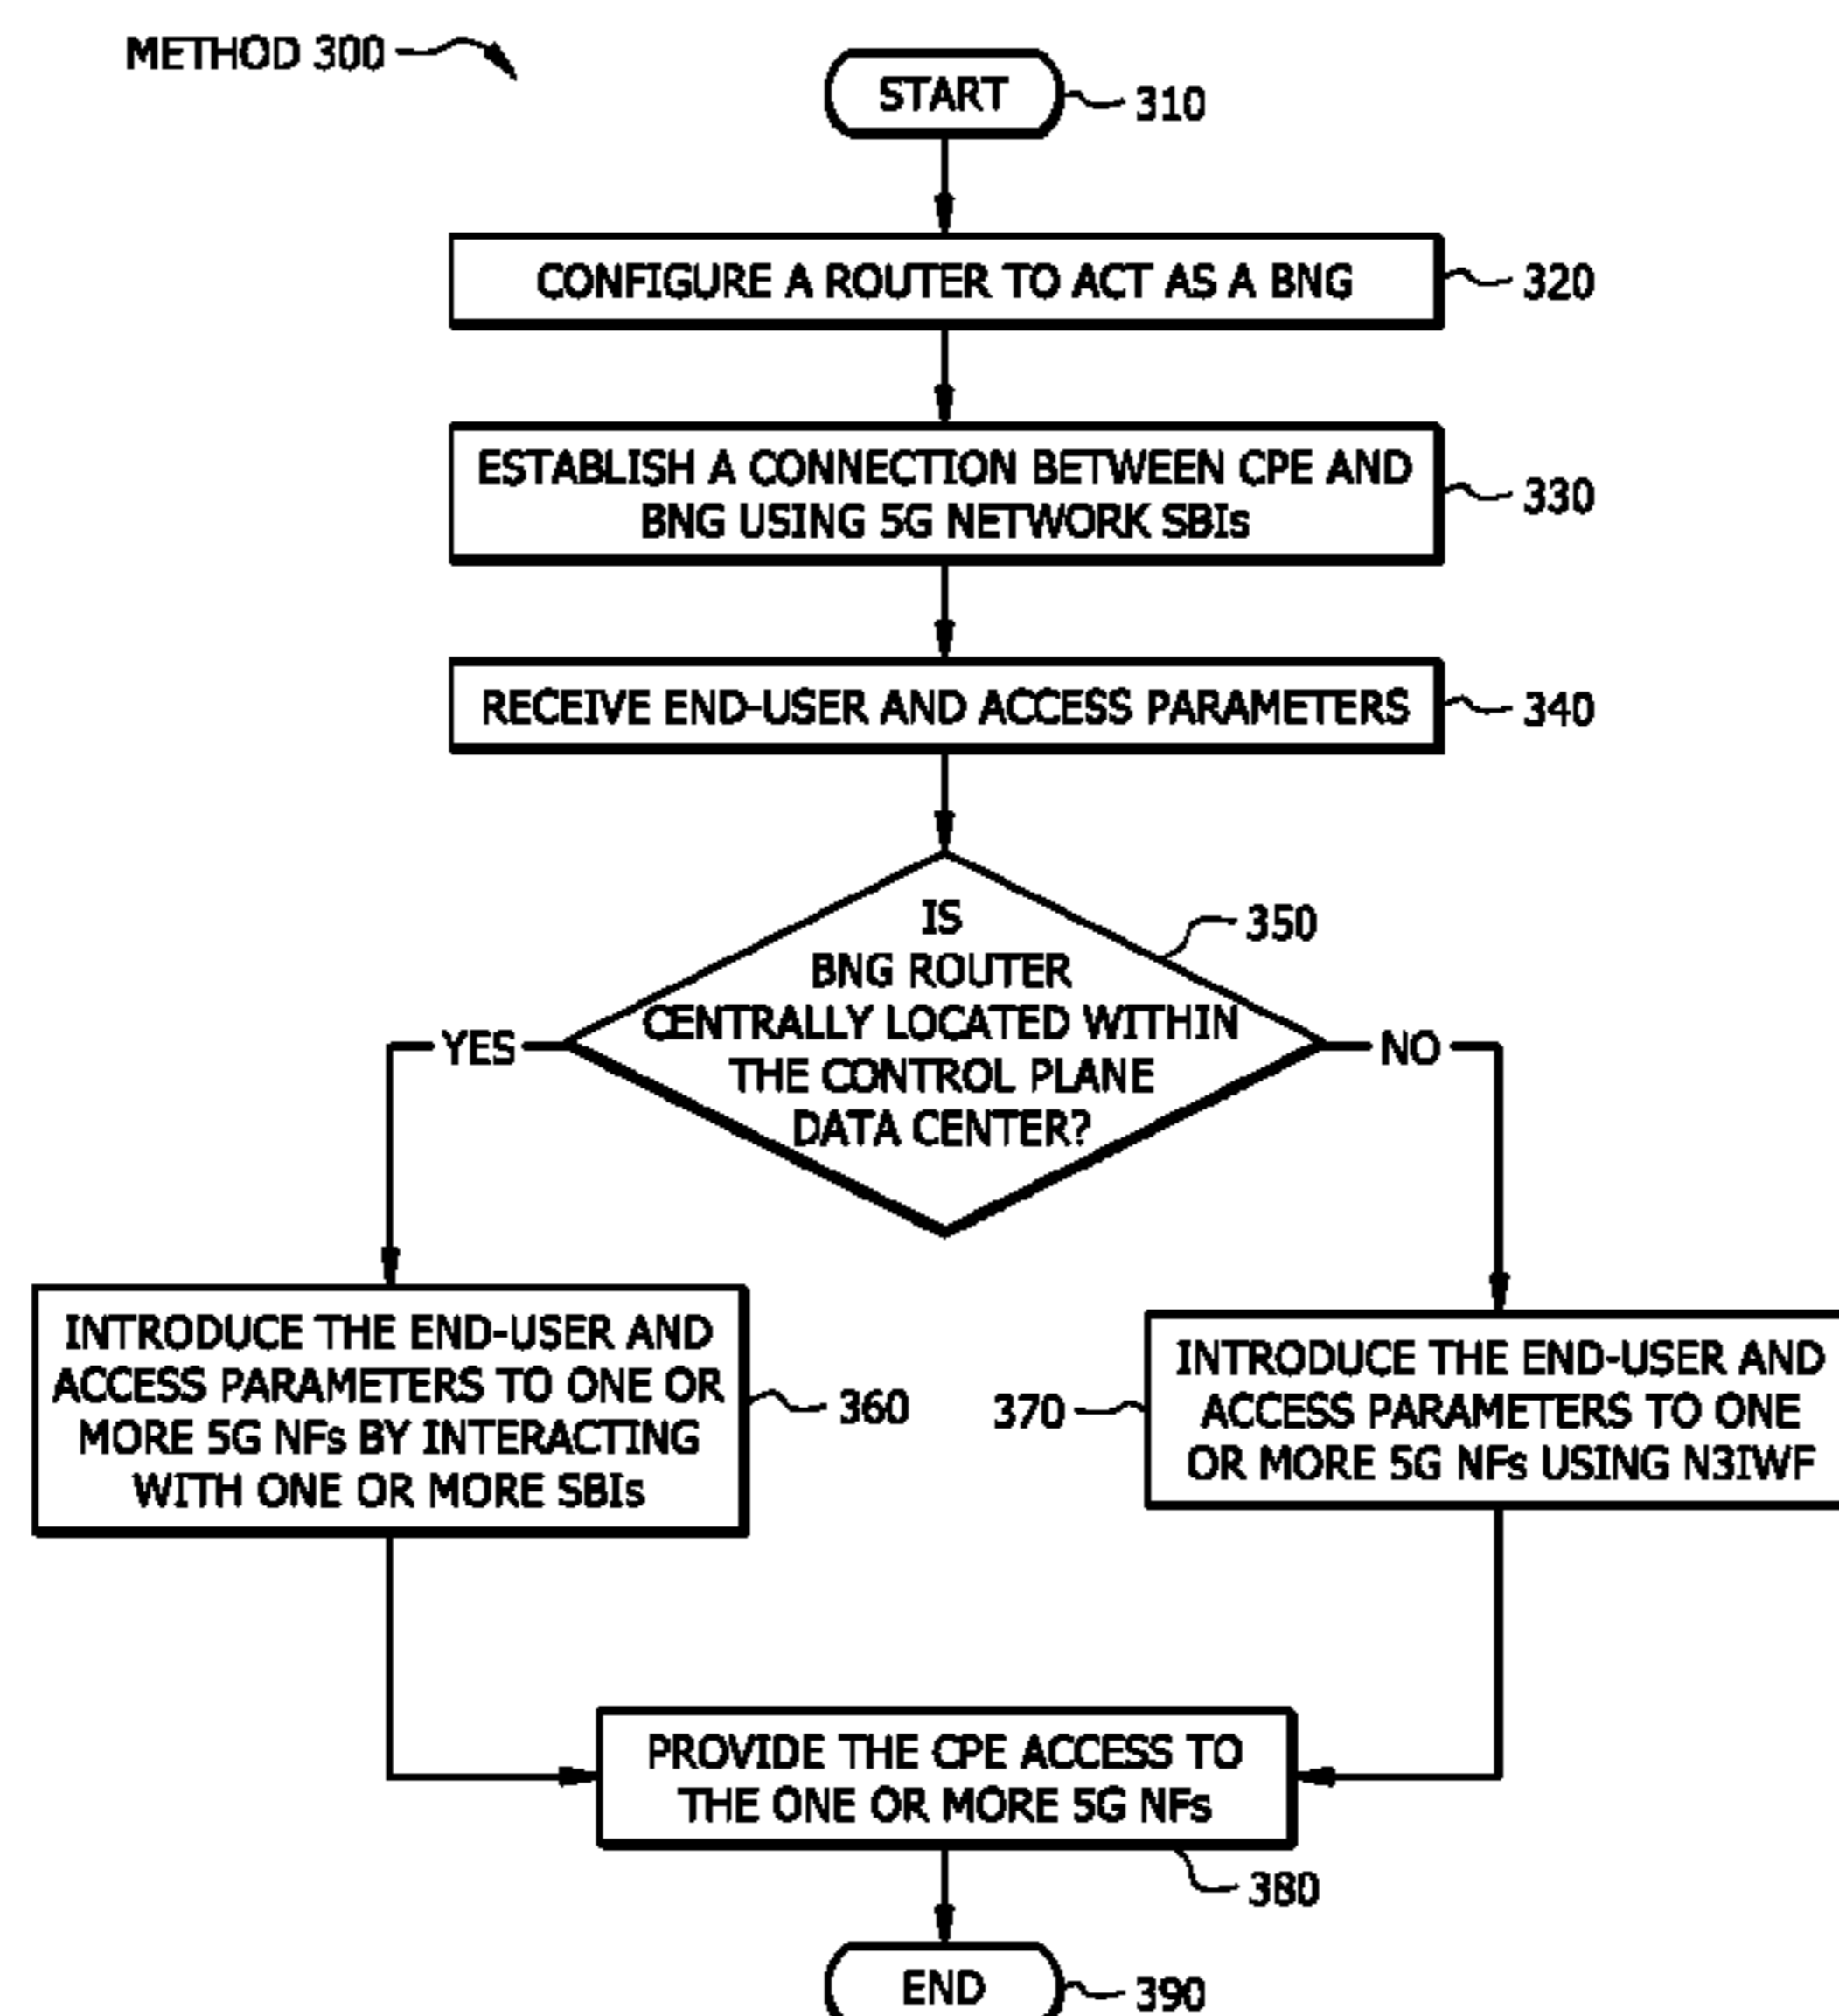 METHOD 300
START
310
CONFIGURE A ROUTER TO ACT AS A BNG
320
ESTABLISH A CONNECTION BETWEEN CPE AND
BNG USING 5G NETWORK SBIs
330
RECEIVE END-USER AND ACCESS PARAMETERS
340
IS
BNG ROUTER
CENTRALLY LOCATED WITHIN
THE CONTROL PLANE
DATA CENTER?
350
YES
NO
INTRODUCE THE END-USER AND
ACCESS PARAMETERS TO ONE OR
MORE 5G NFs BY INTERACTING
WITH ONE OR MORE SBIs
360
370
INTRODUCE THE END-USER AND
ACCESS PARAMETERS TO ONE
OR MORE 5G NFs USING N3IWF
PROVIDE THE CPE ACCESS TO
THE ONE OR MORE 5G NFs
380
END
390